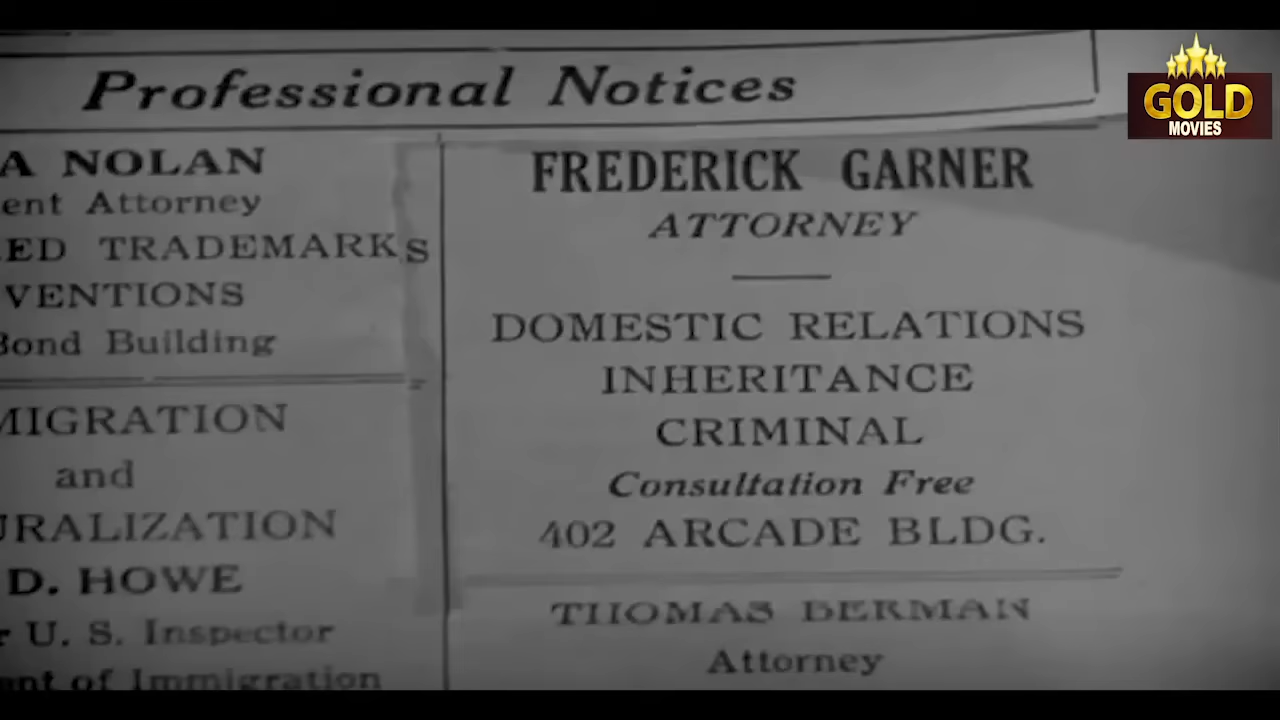 Professional Notices
GOLD
MOVIES
A NOLAN
ent Attorney
ED TRADEMARKS
VENTIONS
Bond Building
MIGRATION
and
URALIZATION
D. HOWE
r U. S. Inspector
ent of Immigration
FREDERICK GARNER
ATTORNEY
DOMESTIC RELATIONS
INHERITANCE
CRIMINAL
Consultation Free
402 ARCADE BLDG.
THOMAS BERMAN
Attorney